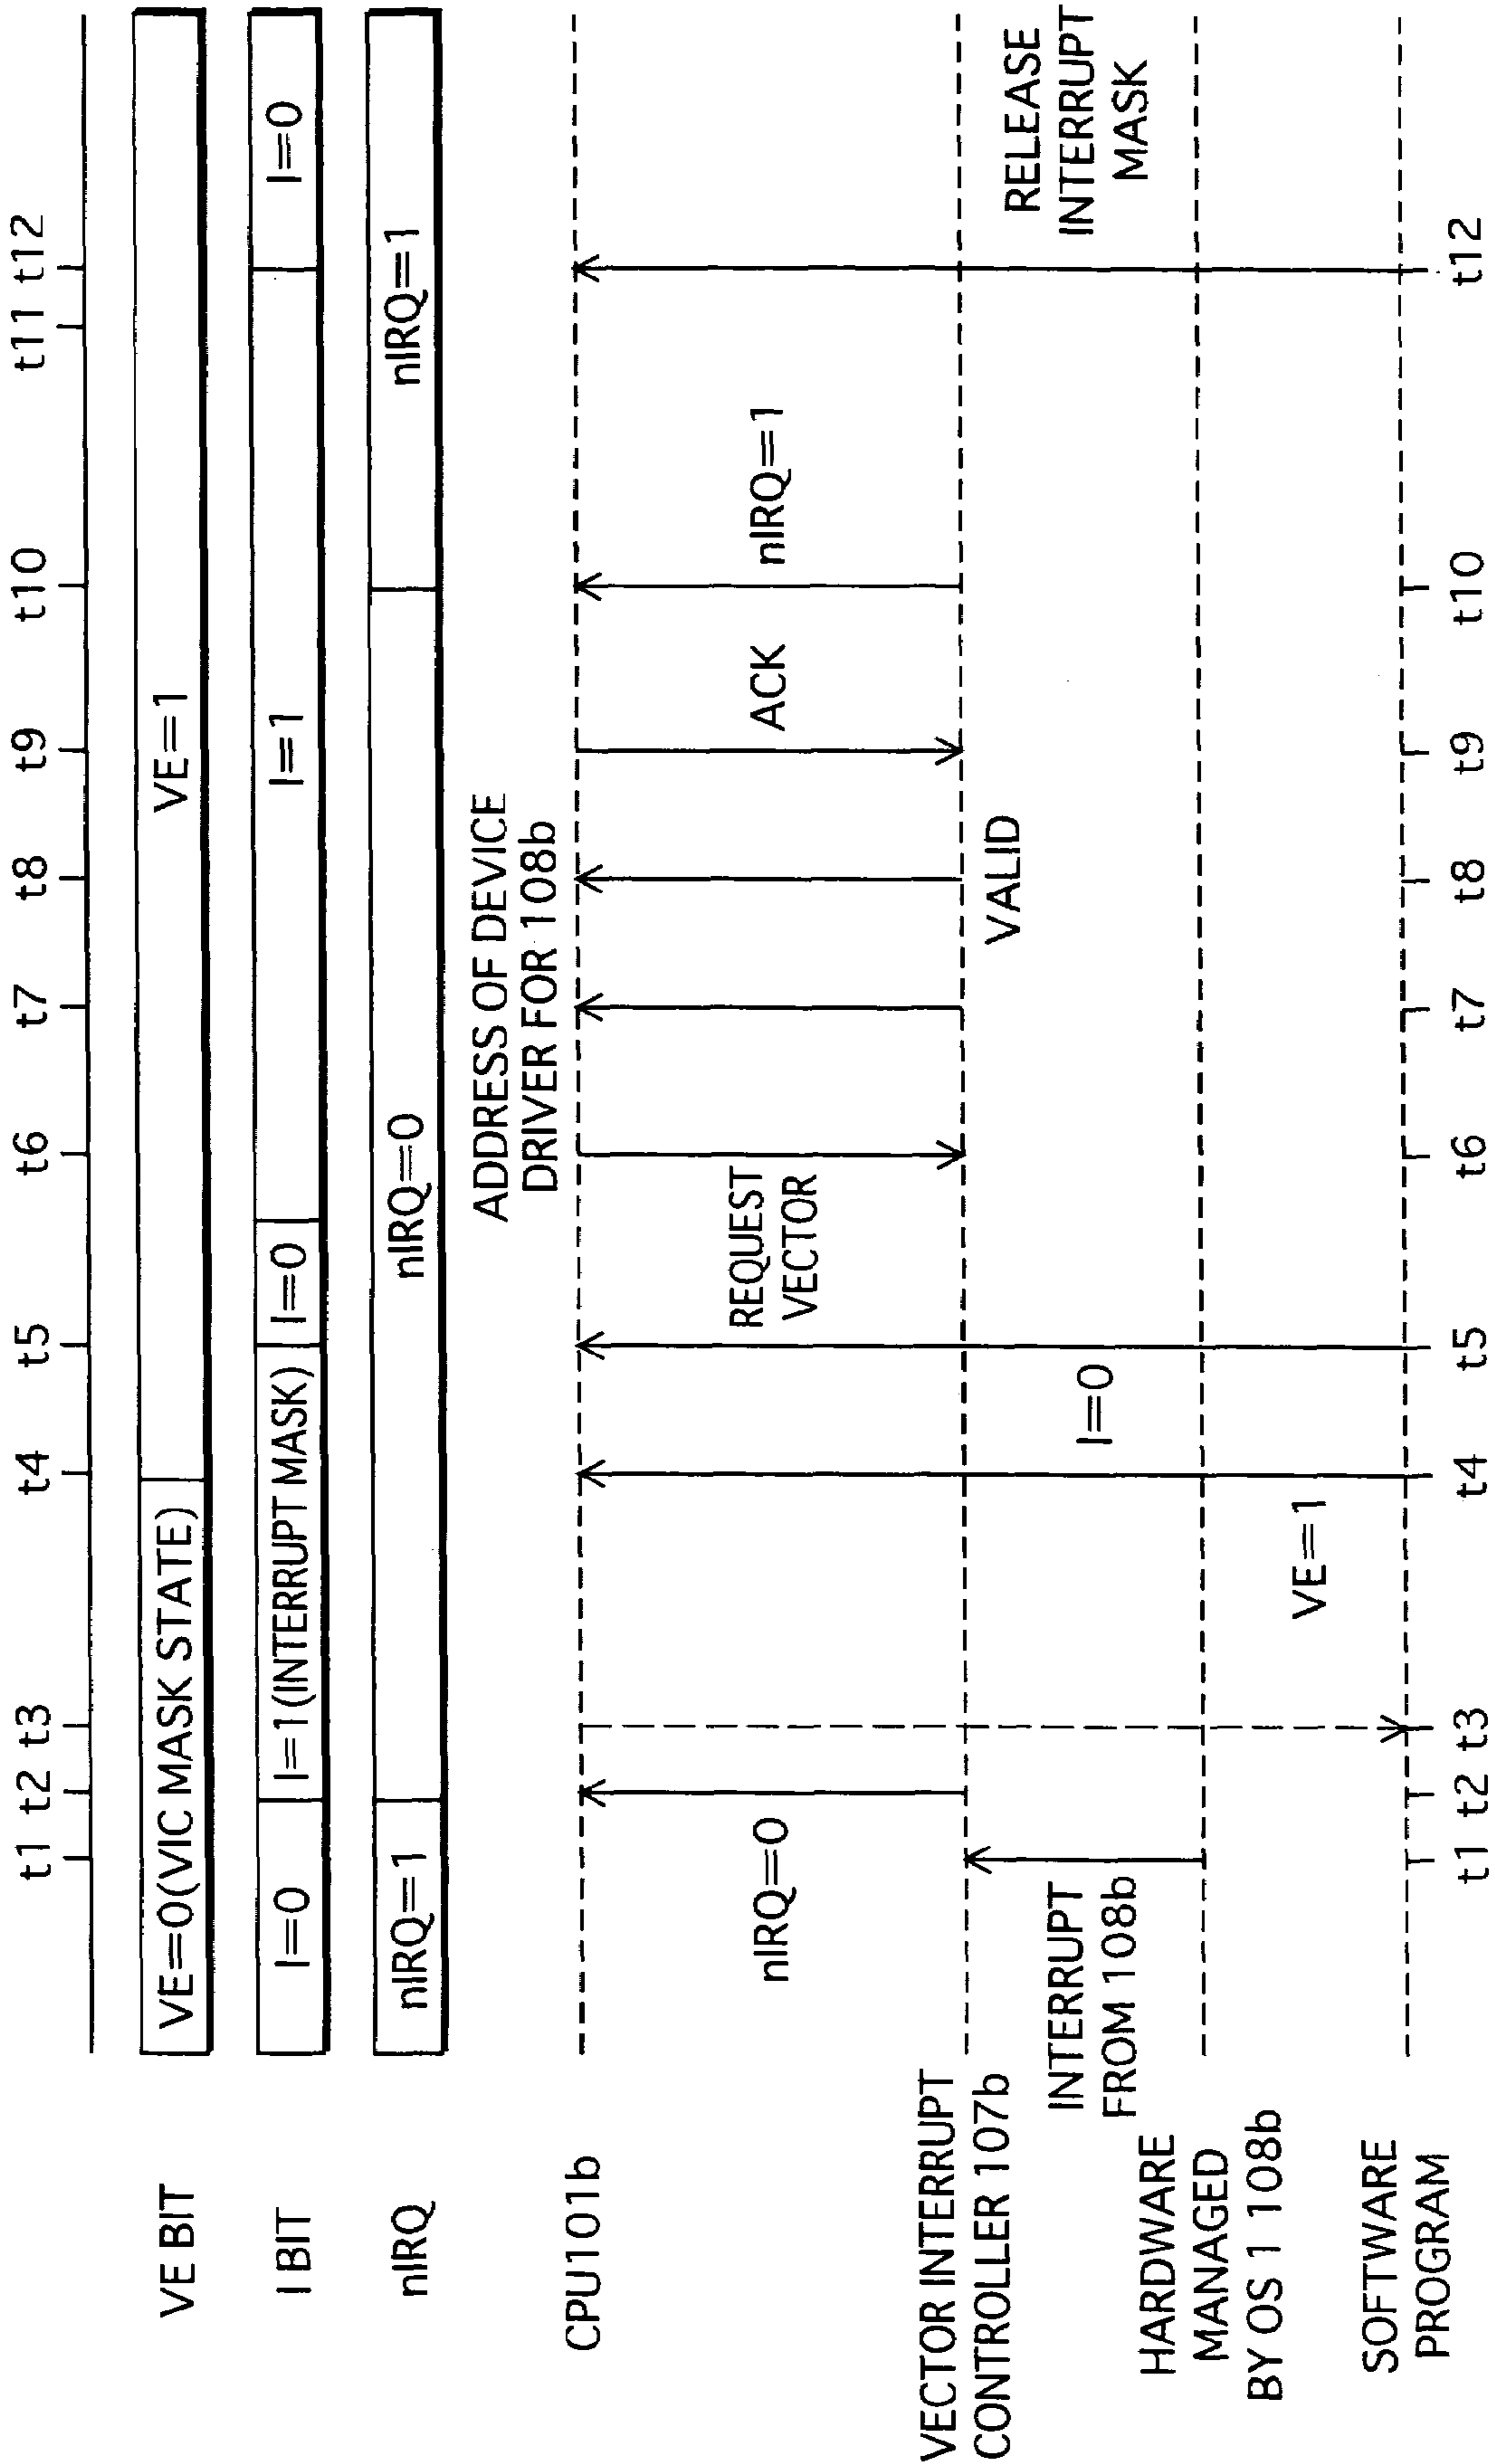 t1 t2 t3 t4 t5 t6 t7 t8 t9 t10 t11 t12
VE BIT
VE=0(VIC MASK STATE)
VE=1
I BIT
I=0
I=1(INTERRUPT MASK)
I=0
I=1
I=0
nIRQ
nIRQ=1
nIRQ=0
nIRQ=1
ADDRESS OF DEVICE
DRIVER FOR 108b
CPU101b
nIRQ=0
REQUEST
VECTOR
ACK
nIRQ=1
VECTOR INTERRUPT
CONTROLLER 107b
VALID
INTERRUPT
FROM 108b
I=0
RELEASE
INTERRUPT
MASK
HARDWARE
MANAGED
BY OS 1 108b
VE=1
SOFTWARE
PROGRAM
t1 t2 t3 t4 t5 t6 t7 t8 t9 t10 t12